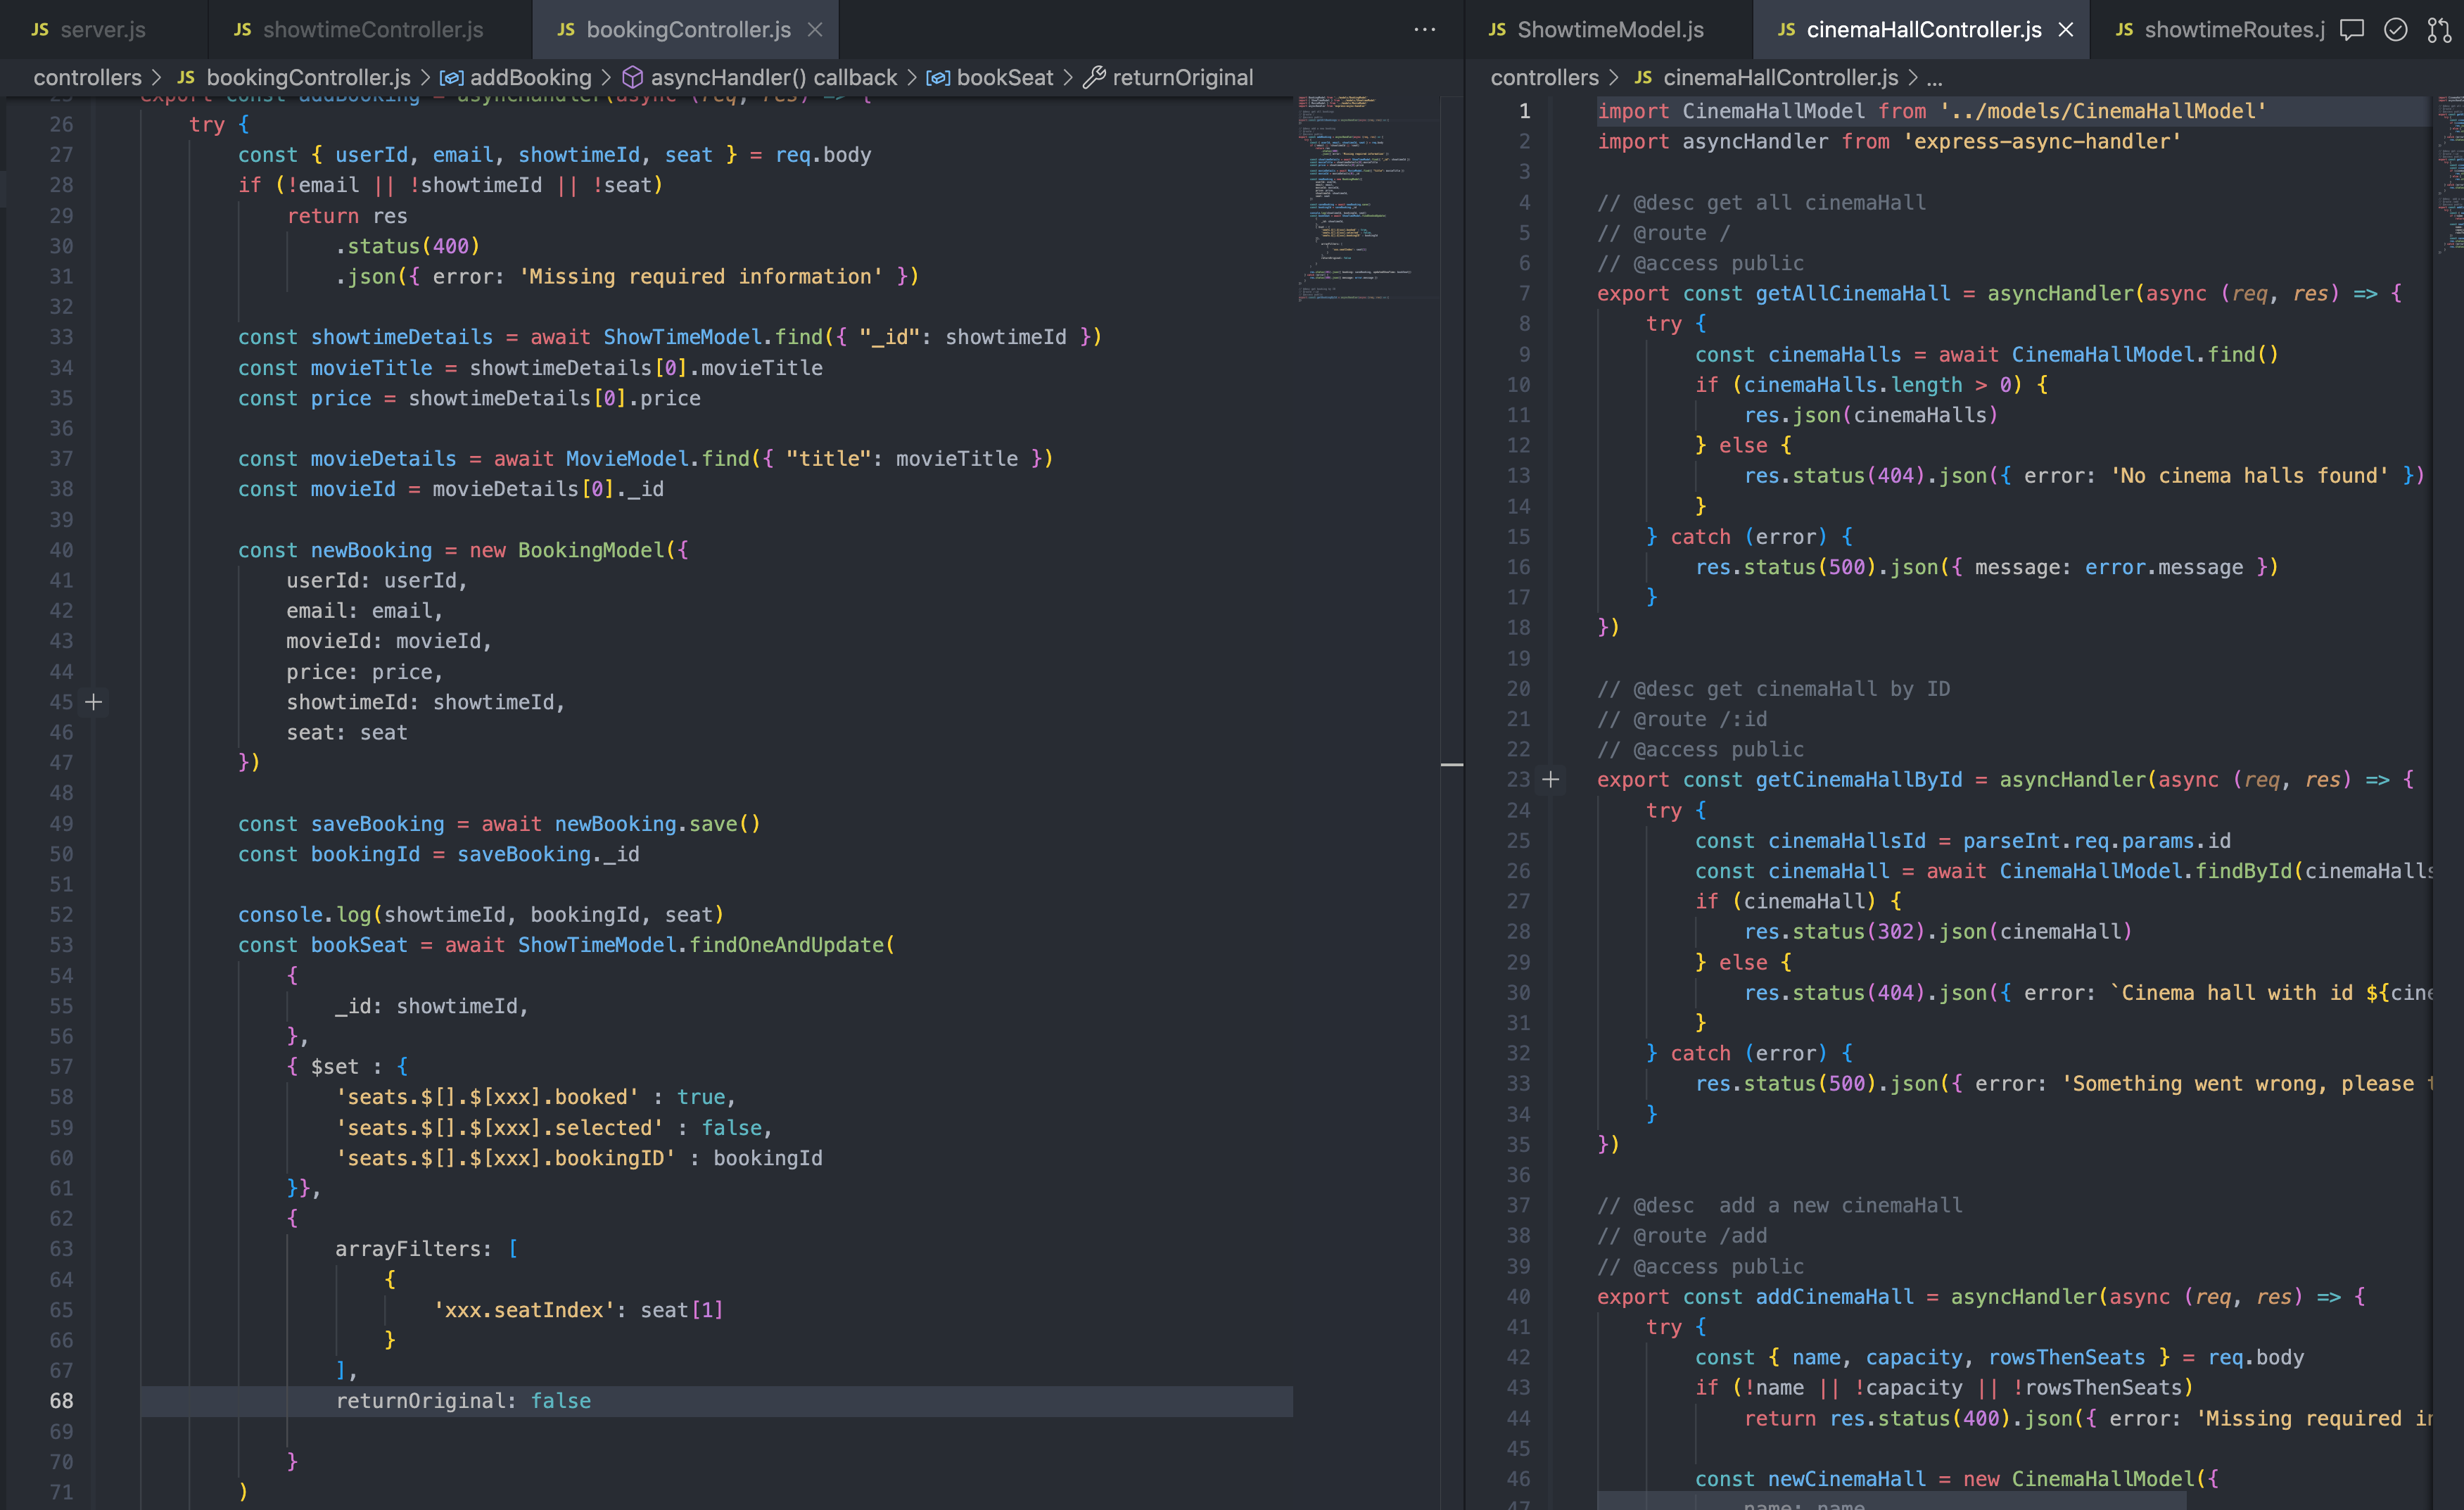 JS server.js
JS showtimeController.js
JS bookingController.js
controllers > JS bookingController.js > addBooking > asyncHandler() callback > bookSeat > returnOriginal
25 export const addBooking = asyncHandler(async (req, res) => {
26 try {
27 const { userId, email, showtimeId, seat } = req.body
28 if (!email || !showtimeId || !seat)
29 return res
30 .status(400)
31 .json({ error: 'Missing required information' })
32
33 const showtimeDetails = await ShowTimeModel.find({ "_id": showtimeId })
34 const movieTitle = showtimeDetails[0].movieTitle
35 const price = showtimeDetails[0].price
36
37 const movieDetails = await MovieModel.find({ "title": movieTitle })
38 const movieId = movieDetails[0]._id
39
40 const newBooking = new BookingModel({
41 userId: userId,
42 email: email,
43 movieId: movieId,
44 price: price,
45 showtimeId: showtimeId,
46 seat: seat
47 })
48
49 const saveBooking = await newBooking.save()
50 const bookingId = saveBooking._id
51
52 console.log(showtimeId, bookingId, seat)
53 const bookSeat = await ShowTimeModel.findOneAndUpdate(
54 {
55 _id: showtimeId,
56 },
57 { $set : {
58 'seats.$[].$[xxx].booked' : true,
59 'seats.$[].$[xxx].selected' : false,
60 'seats.$[].$[xxx].bookingID' : bookingId
61 }},
62 {
63 arrayFilters: [
64 {
65 'xxx.seatIndex': seat[1]
66 }
67 ],
68 returnOriginal: false
69
70 }
71 )
JS ShowtimeModel.js
JS cinemaHallController.js
JS showtimeRoutes.j
controllers > JS cinemaHallController.js > ...
1 import CinemaHallModel from '../models/CinemaHallModel'
2 import asyncHandler from 'express-async-handler'
3
4 // @desc get all cinemaHall
5 // @route /
6 // @access public
7 export const getAllCinemaHall = asyncHandler(async (req, res) => {
8 try {
9 const cinemaHalls = await CinemaHallModel.find()
10 if (cinemaHalls.length > 0) {
11 res.json(cinemaHalls)
12 } else {
13 res.status(404).json({ error: 'No cinema halls found' })
14 }
15 } catch (error) {
16 res.status(500).json({ message: error.message })
17 }
18 })
19
20 // @desc get cinemaHall by ID
21 // @route /:id
22 // @access public
23 export const getCinemaHallById = asyncHandler(async (req, res) => {
24 try {
25 const cinemaHallsId = parseInt.req.params.id
26 const cinemaHall = await CinemaHallModel.findById(cinemaHalls
27 if (cinemaHall) {
28 res.status(302).json(cinemaHall)
29 } else {
30 res.status(404).json({ error: `Cinema hall with id ${cine
31 }
32 } catch (error) {
33 res.status(500).json({ error: 'Something went wrong, please t
34 }
35 })
36
37 // @desc  add a new cinemaHall
38 // @route /add
39 // @access public
40 export const addCinemaHall = asyncHandler(async (req, res) => {
41 try {
42 const { name, capacity, rowsThenSeats } = req.body
43 if (!name || !capacity || !rowsThenSeats)
44 return res.status(400).json({ error: 'Missing required in
45
46 const newCinemaHall = new CinemaHallModel({
47 name: name